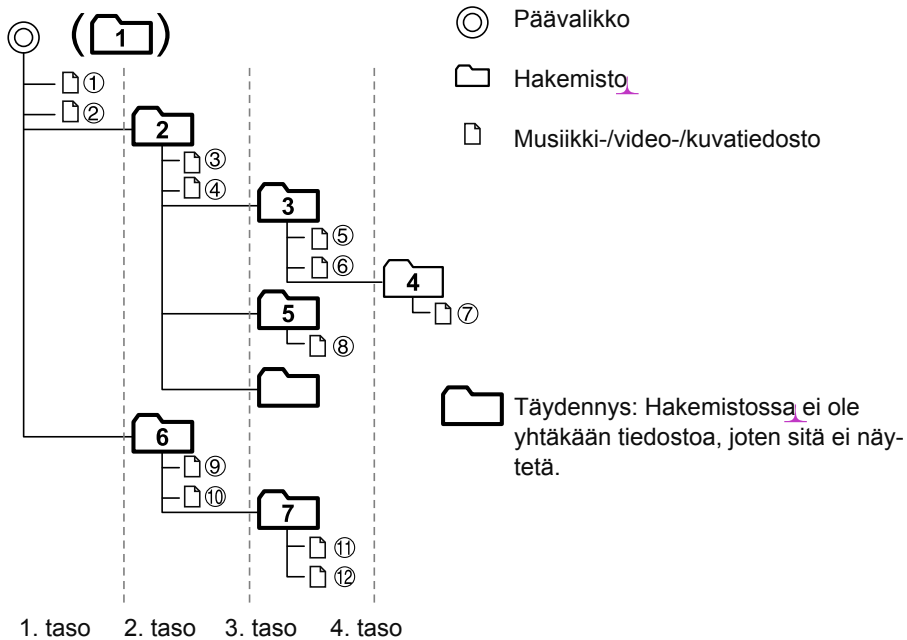 (1)
①
②
2
③
④
3
⑤
⑥
4
⑦
5
⑧
6
⑨
⑩
7
⑪
⑫
1. taso 2. taso 3. taso 4. taso
Päävalikko
Hakemisto
Musiikki-/video-/kuvatiedosto
Täydennys: Hakemistossa ei ole
yhtäkään tiedostoa, joten sitä ei näy-
tetä.